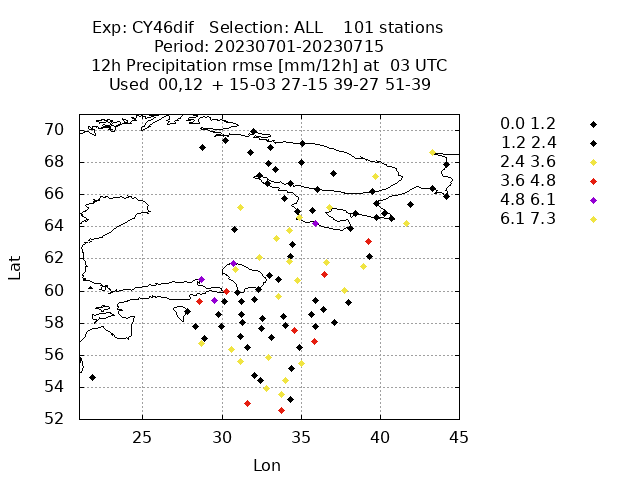 Exp: CY46dif   Selection: ALL    101 stations
Period: 20230701-20230715
12h Precipitation rmse [mm/12h] at  03 UTC
Used  00,12  + 15-03 27-15 39-27 51-39
70
68
66
64
62
60
58
56
54
52
Lat
25 30 35 40 45
Lon
0.0 1.2
1.2 2.4
2.4 3.6
3.6 4.8
4.8 6.1
6.1 7.3